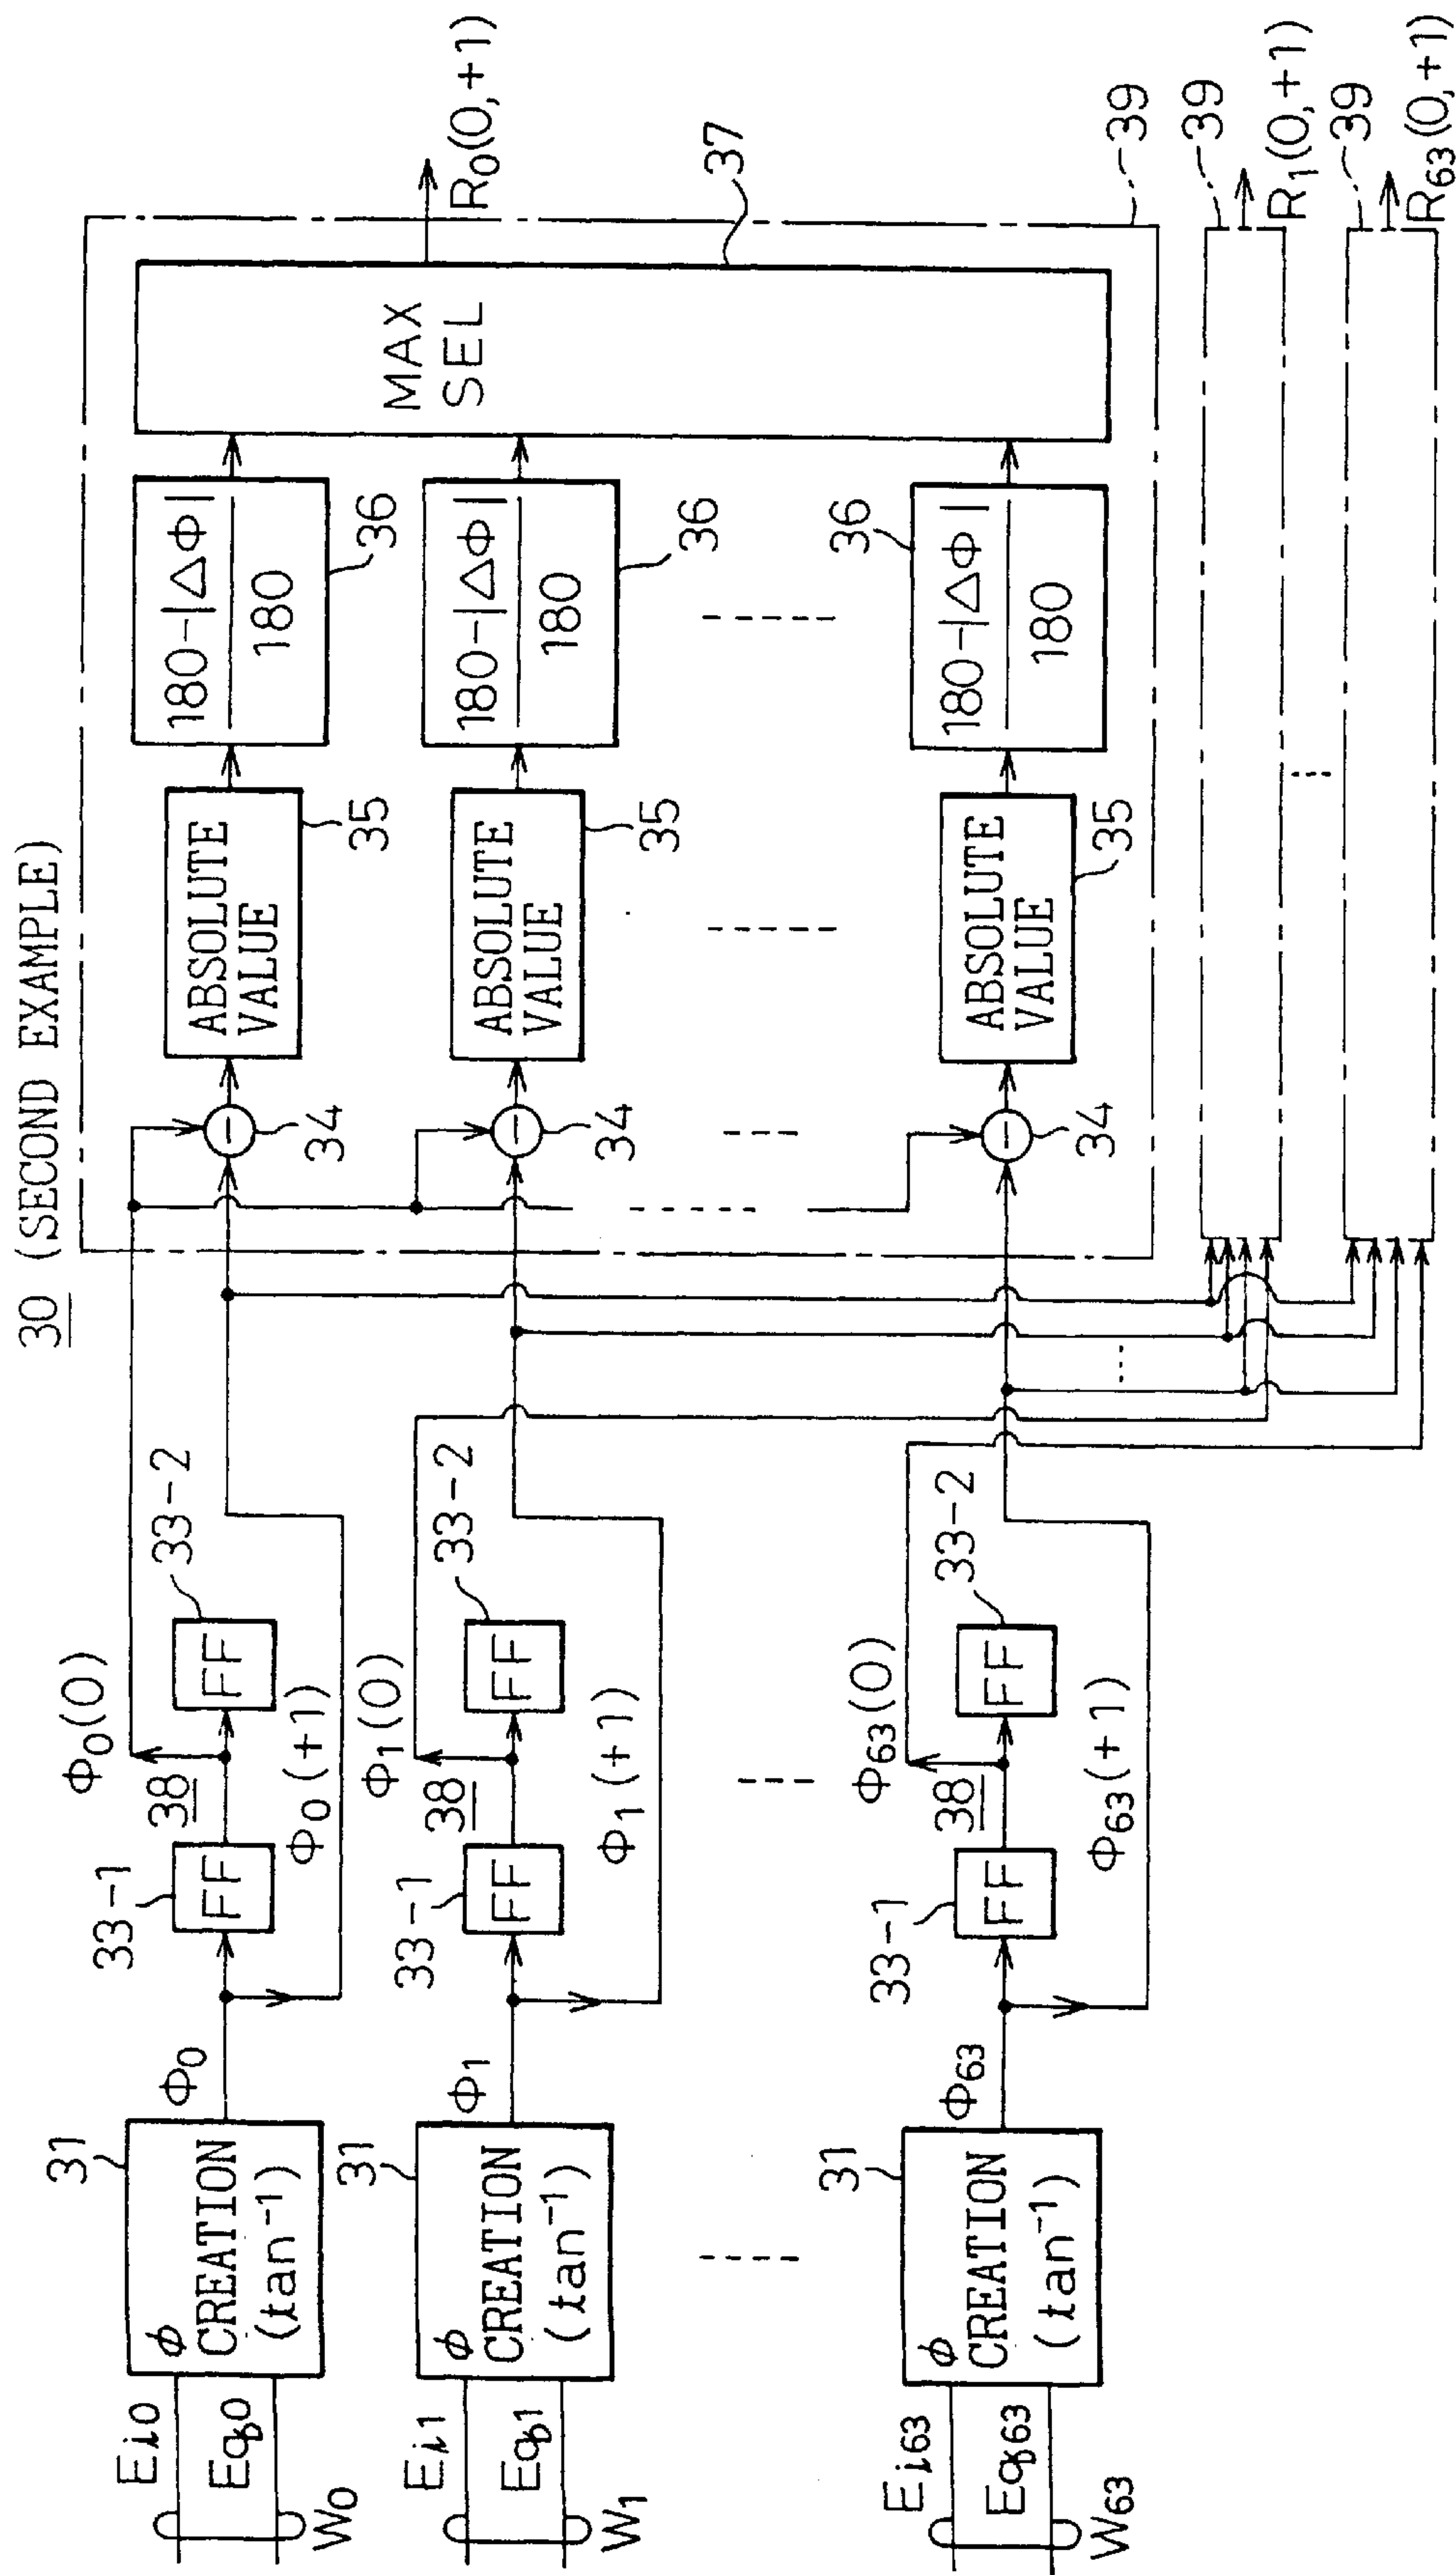 30 (SECOND EXAMPLE)
Ei0
Eq0
W0
31
ϕ
CREATION
(tan⁻¹)
Φ0
33-1
FF
38
Φ0(0)
Φ0(+1)
FF
33-2
34
ABSOLUTE
VALUE
35
180-|△Φ|
180
36
MAX
SEL
37
R0(0,+1)
39
Ei1
Eq1
W1
31
ϕ
CREATION
(tan⁻¹)
Φ1
33-1
FF
38
Φ1(0)
Φ1(+1)
FF
33-2
34
ABSOLUTE
VALUE
35
180-|△Φ|
180
36
Ei63
Eq63
W63
31
ϕ
CREATION
(tan⁻¹)
Φ63
33-1
FF
38
Φ63(0)
Φ63(+1)
FF
33-2
34
ABSOLUTE
VALUE
35
180-|△Φ|
180
36
39
R1(0,+1)
39
R63(0,+1)